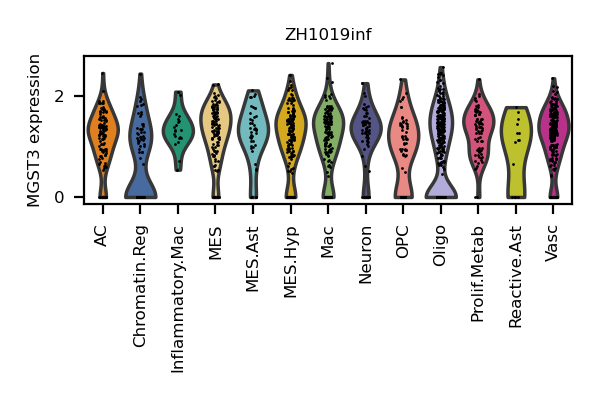 ZH1019inf
MGST3 expression
2
0
AC
Chromatin.Reg
Inflammatory.Mac
MES
MES.Ast
MES.Hyp
Mac
Neuron
OPC
Oligo
Prolif.Metab
Reactive.Ast
Vasc